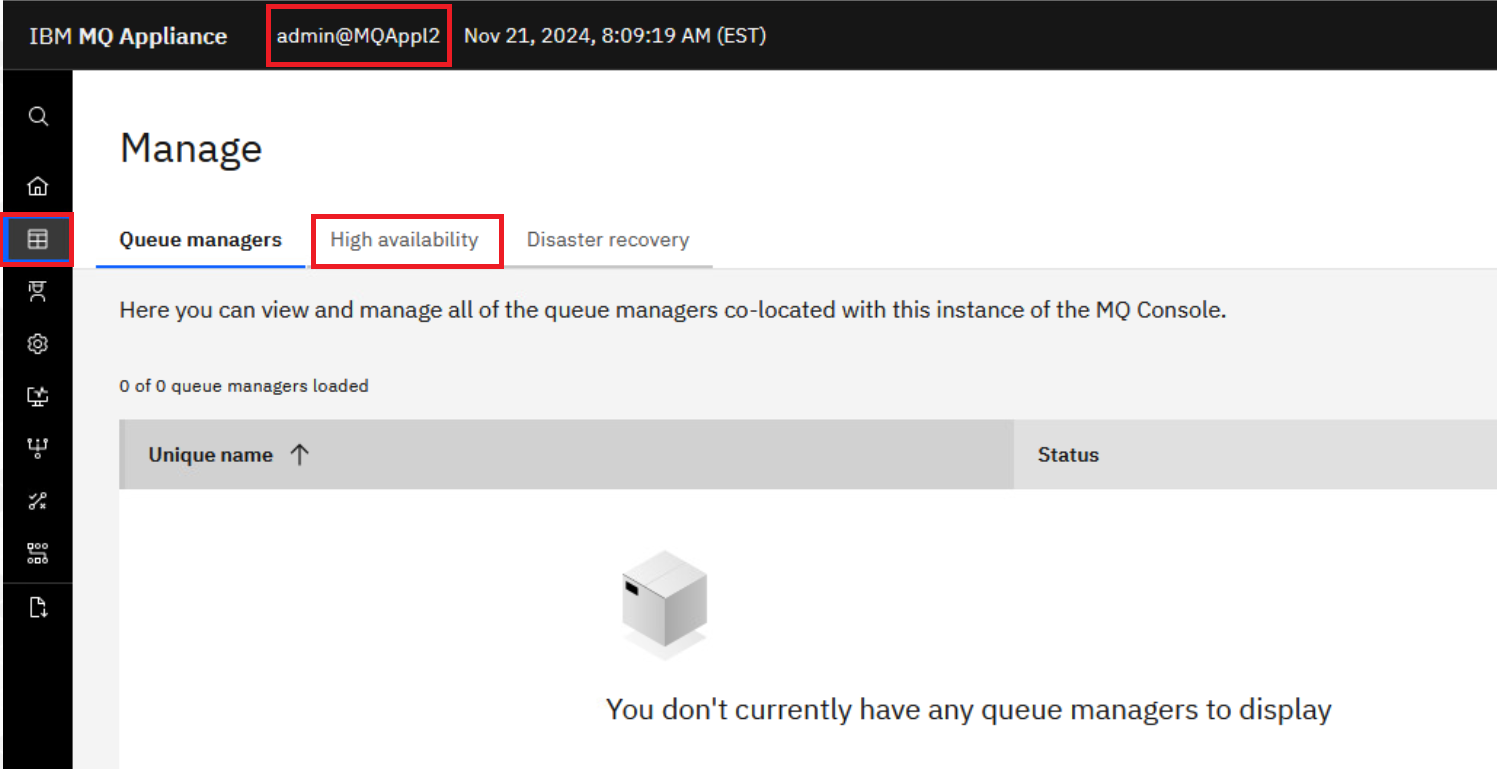 IBM MQ Appliance admin@MQAppl2 Nov 21, 2024, 8:09:19 AM (EST)
Manage
Queue managers High availability Disaster recovery
Here you can view and manage all of the queue managers co-located with this instance of the MQ Console.
0 of 0 queue managers loaded
Unique name Status
You don't currently have any queue managers to display